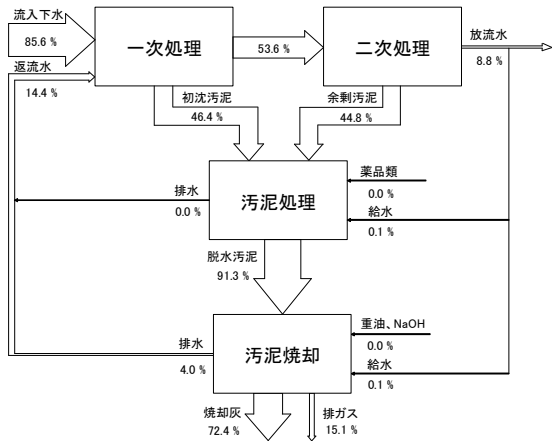 流入下水
85.6 %
一次処理
53.6 %
二次処理
放流水
8.8 %
返流水
14.4 %
初沈汚泥
46.4 %
余剰汚泥
44.8 %
汚泥処理
薬品類
0.0 %
排水
0.0 %
給水
0.1 %
脱水汚泥
91.3 %
汚泥焼却
重油、NaOH
0.0 %
排水
4.0 %
給水
0.1 %
焼却灰
72.4 %
排ガス
15.1 %